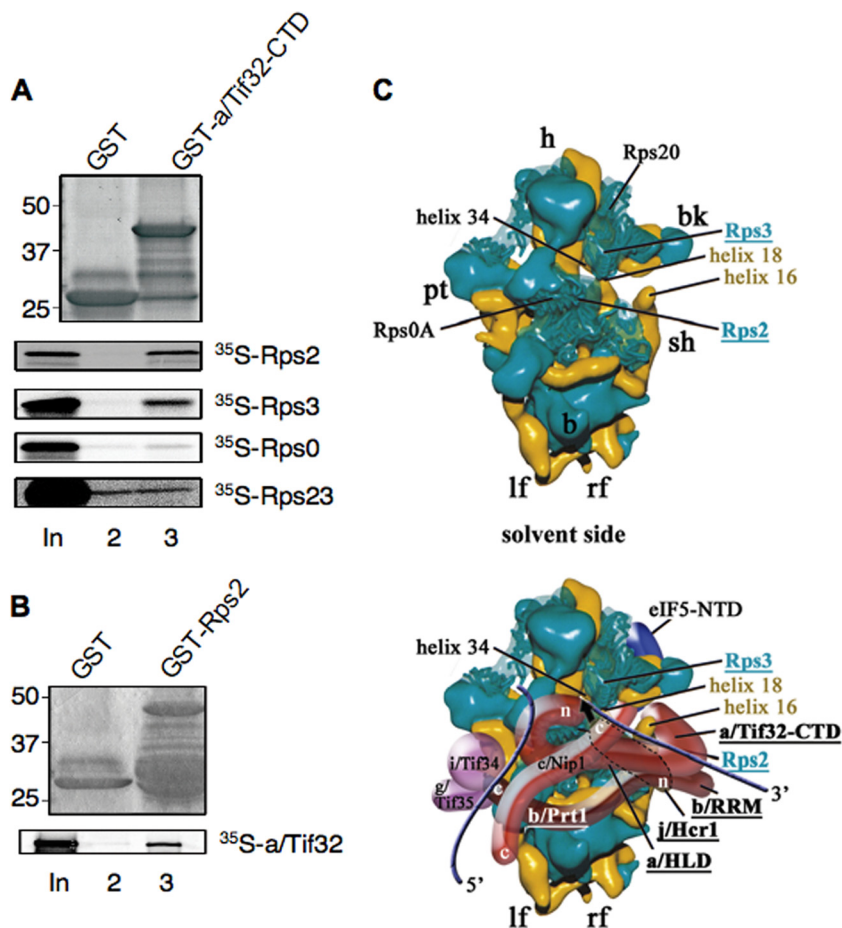 A
GST
GST-a/Tif32-CTD
50
37
25
35S-Rps2
35S-Rps3
35S-Rps0
35S-Rps23
In 2 3
B
GST
GST-Rps2
50
37
25
35S-a/Tif32
In 2 3
C
h
Rps20
helix 34
bk
Rps3
helix 18
helix 16
pt
Rps0A
sh
Rps2
b
lf rf
solvent side
eIF5-NTD
helix 34
Rps3
helix 18
helix 16
n
c
a/Tif32-CTD
i/Tif34
c/Nip1
Rps2
g/Tif35
e
n
3’
b/RRM
b/Prt1
j/Hcr1
c
a/HLD
5’
lf rf